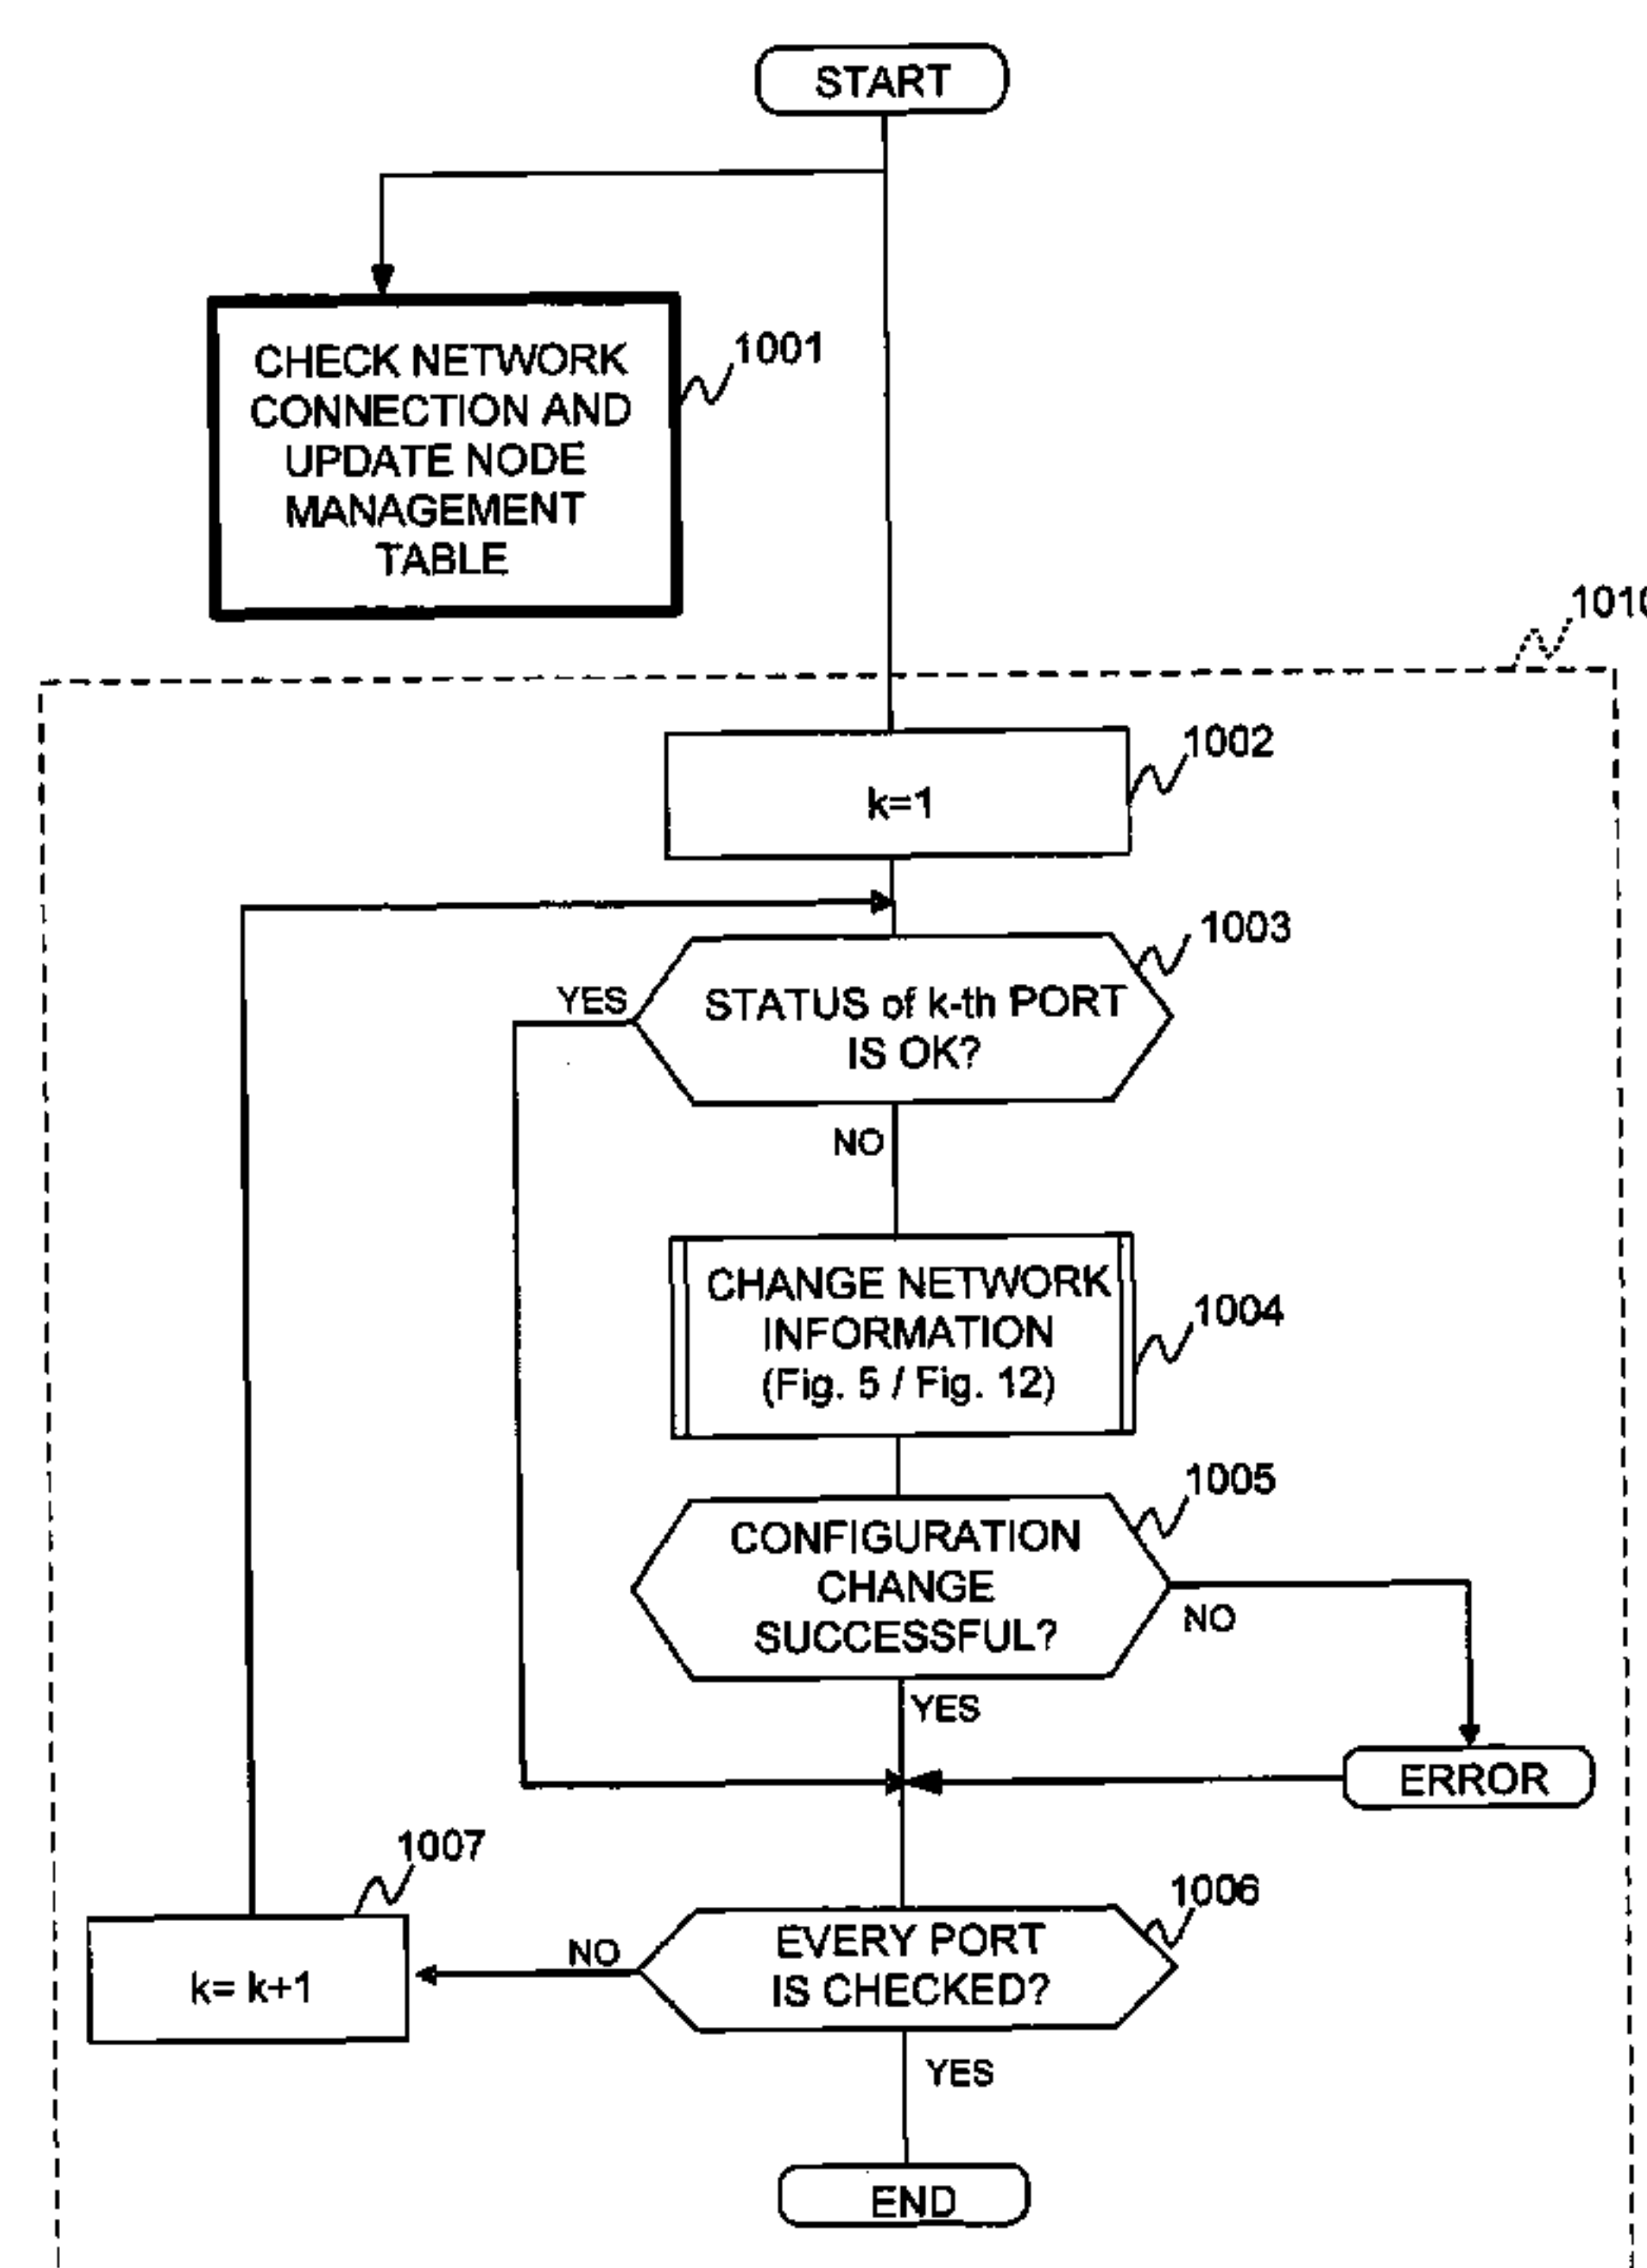 START
CHECK NETWORK
CONNECTION AND
UPDATE NODE
MANAGEMENT
TABLE
1001
1010
k=1
1002
STATUS of k-th PORT
IS OK?
1003
YES
NO
CHANGE NETWORK
INFORMATION
(Fig. 5 / Fig. 12)
1004
CONFIGURATION
CHANGE
SUCCESSFUL?
1005
NO
YES
ERROR
1007
k= k+1
NO
EVERY PORT
IS CHECKED?
1006
YES
END